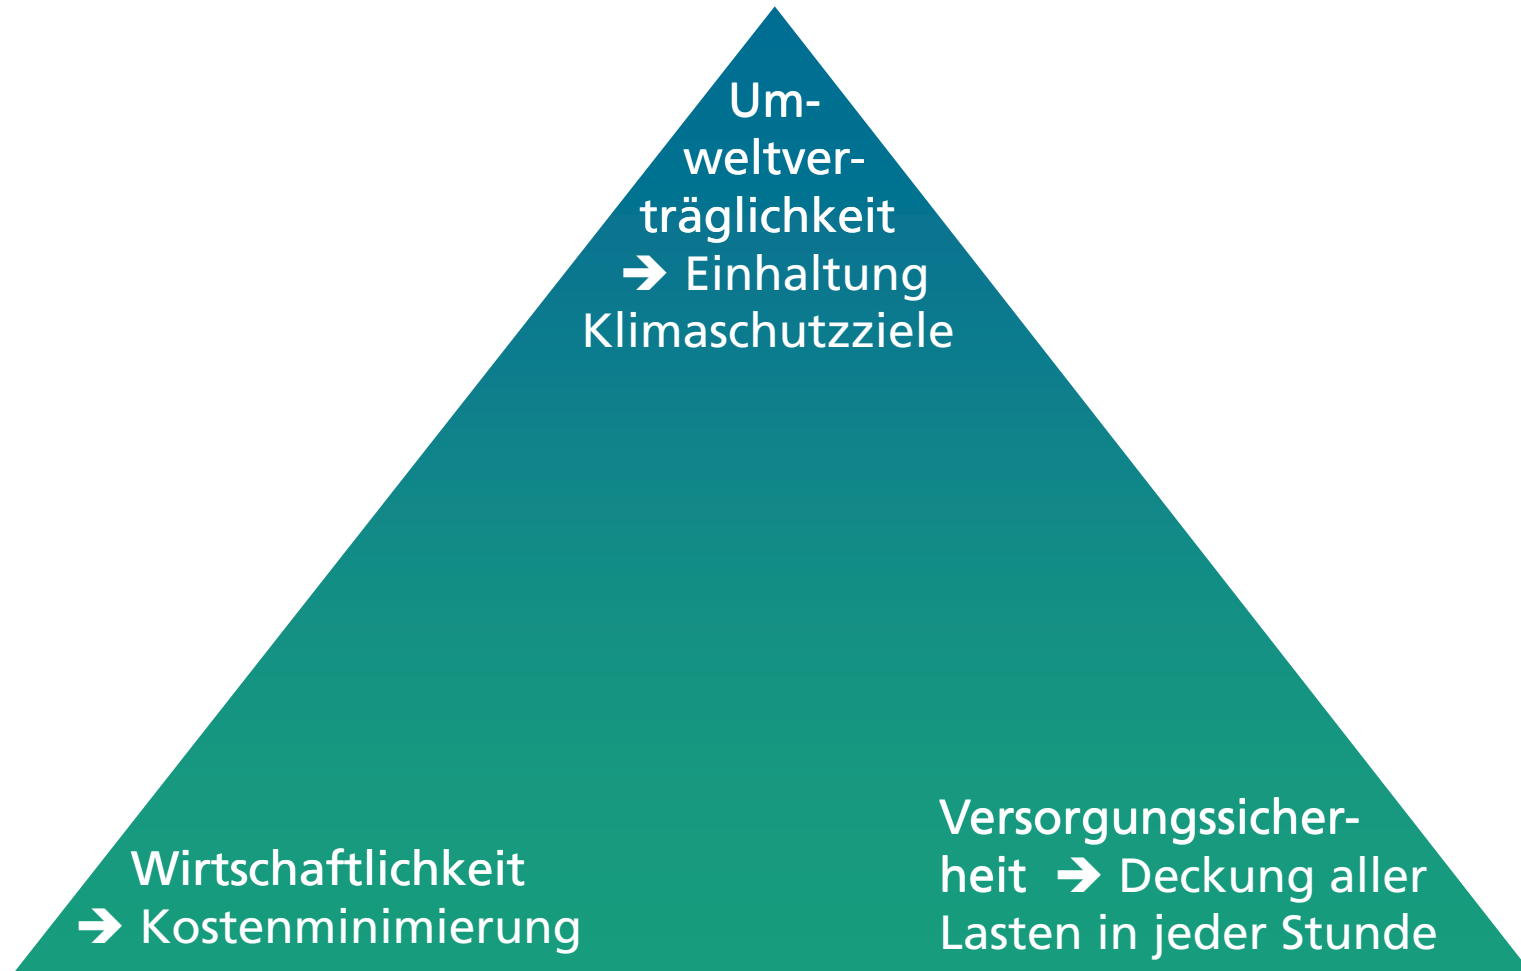 Um-
weltver-
träglichkeit
➔ Einhaltung
Klimaschutzziele
Wirtschaftlichkeit
➔ Kostenminimierung
Versorgungssicher-
heit ➔ Deckung aller
Lasten in jeder Stunde